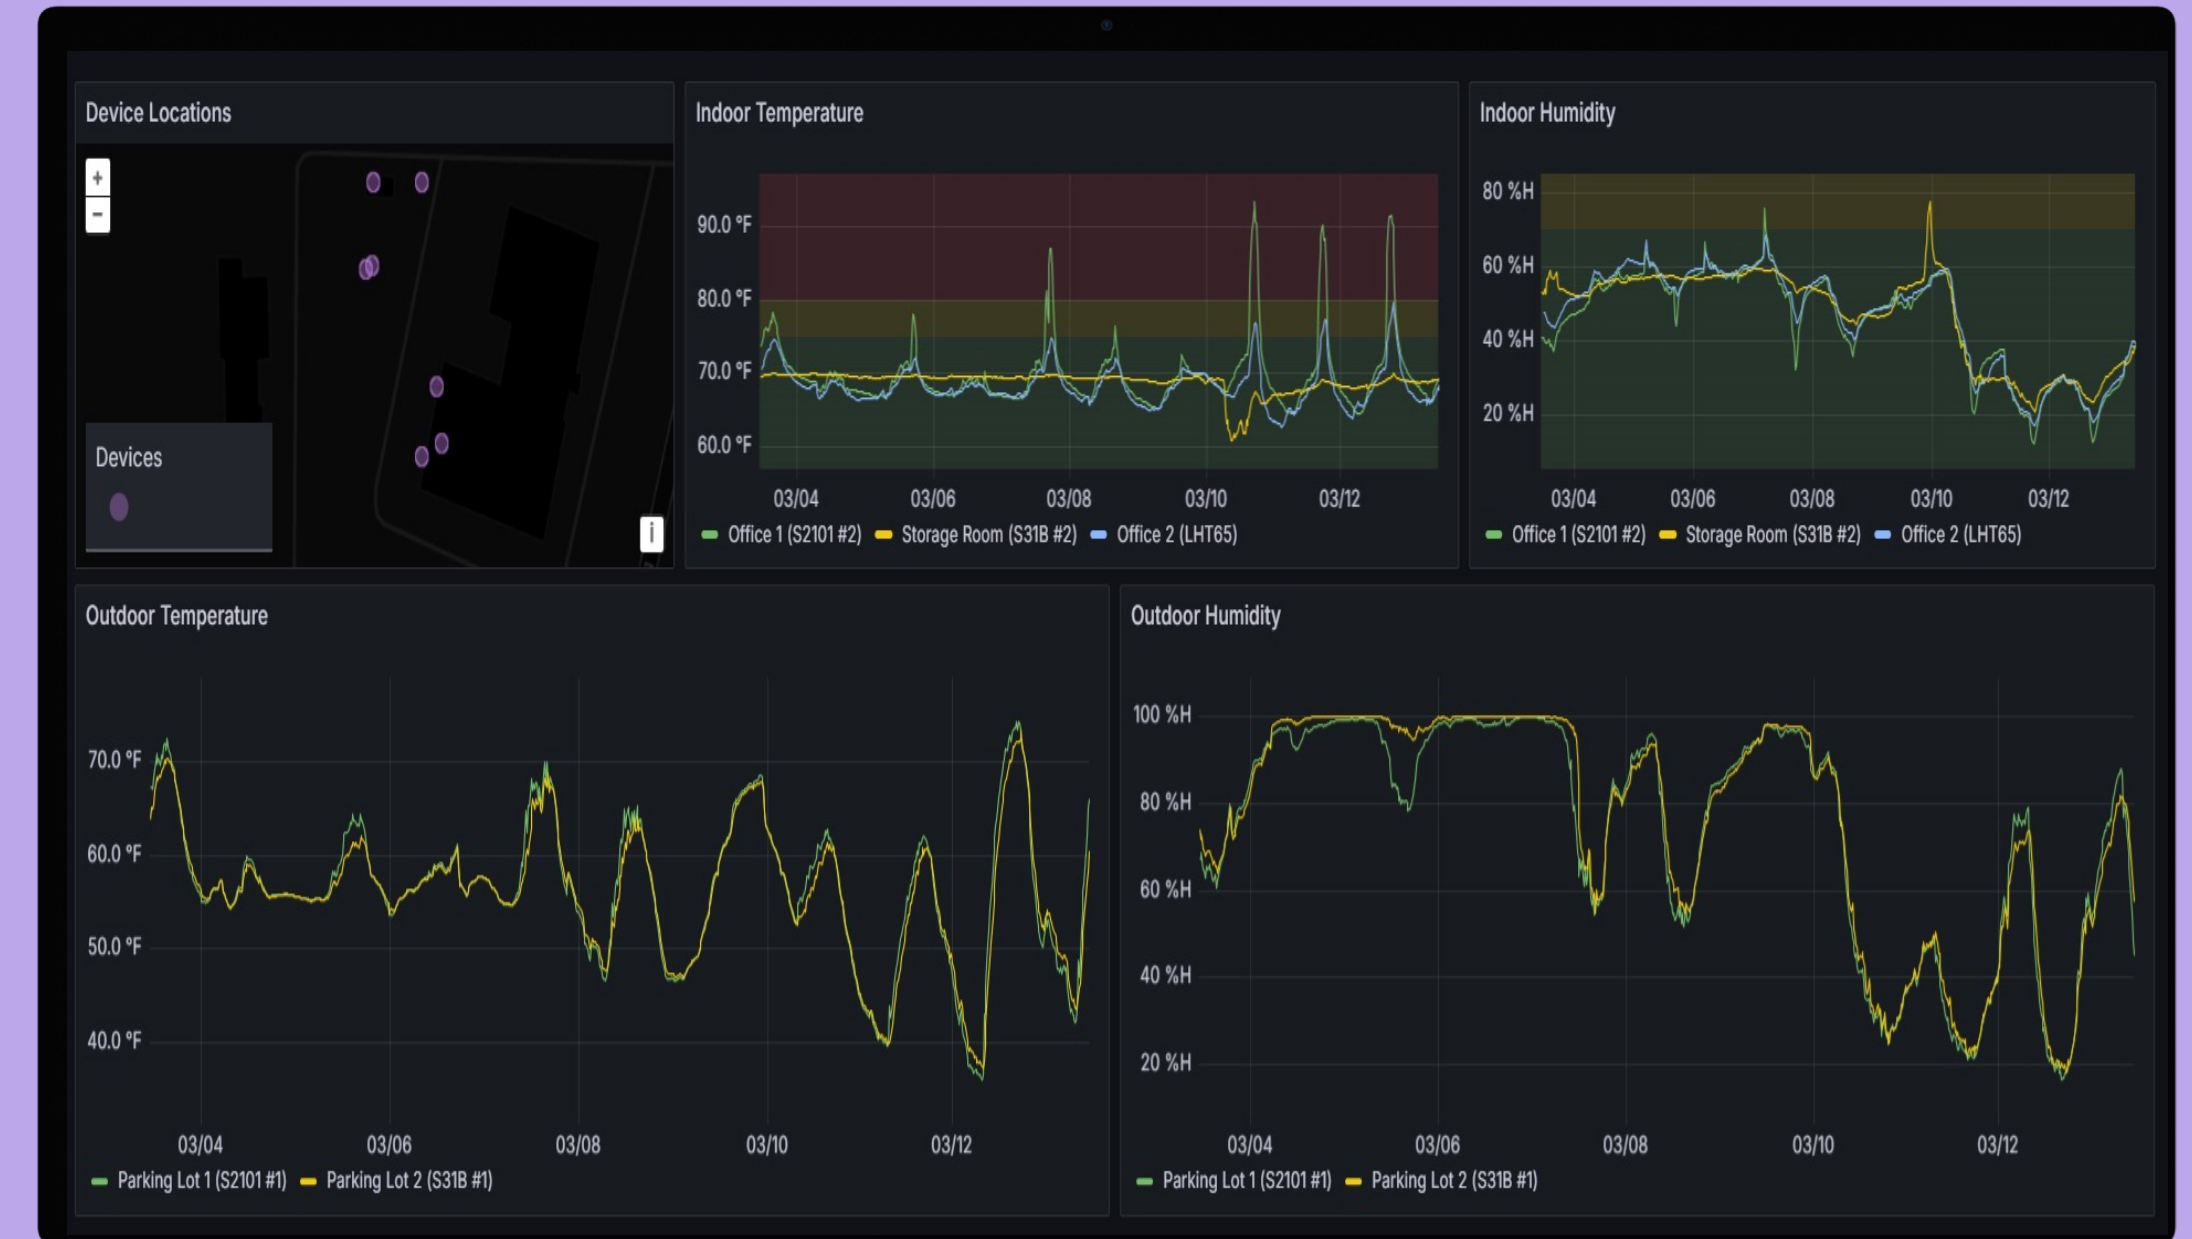 Device Locations
+
−
Devices
i
Indoor Temperature
90.0 °F
80.0 °F
70.0 °F
60.0 °F
03/04 03/06 03/08 03/10 03/12
Office 1 (S2101 #2) Storage Room (S31B #2) Office 2 (LHT65)
Indoor Humidity
80 %H
60 %H
40 %H
20 %H
03/04 03/06 03/08 03/10 03/12
Office 1 (S2101 #2) Storage Room (S31B #2) Office 2 (LHT65)
Outdoor Temperature
70.0 °F
60.0 °F
50.0 °F
40.0 °F
03/04 03/06 03/08 03/10 03/12
Parking Lot 1 (S2101 #1) Parking Lot 2 (S31B #1)
Outdoor Humidity
100 %H
80 %H
60 %H
40 %H
20 %H
03/04 03/06 03/08 03/10 03/12
Parking Lot 1 (S2101 #1) Parking Lot 2 (S31B #1)